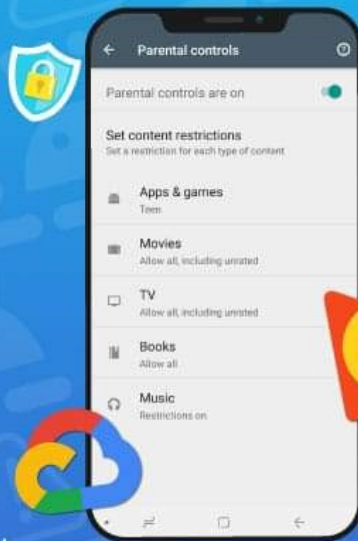 Parental controls
Parental controls are on
Set content restrictions
Set a restriction for each type of content
Apps & games
Teen
Movies
Allow all, including unrated
TV
Allow all, including unrated
Books
Allow all
Music
Restrictions on